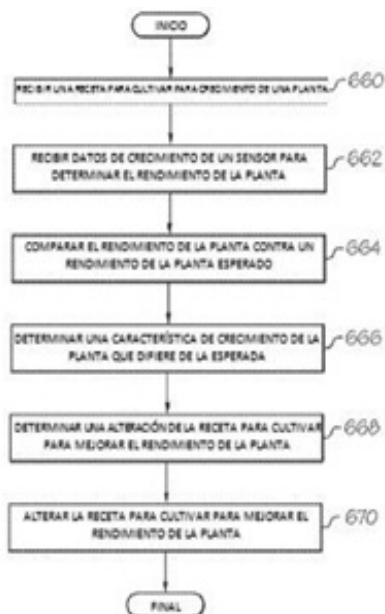 INICIO
RECIBIR UNA RECETA PARA CULTIVAR PARA CRECIMIENTO DE UNA PLANTA
660
RECIBIR DATOS DE CRECIMIENTO DE UN SENSOR PARA
DETERMINAR EL RENDIMIENTO DE LA PLANTA
662
COMPARAR EL RENDIMIENTO DE LA PLANTA CONTRA UN
RENDIMIENTO DE LA PLANTA ESPERADO
664
DETERMINAR UNA CARACTERÍSTICA DE CRECIMIENTO DE LA
PLANTA QUE DIFIERE DE LA ESPERADA
666
DETERMINAR UNA ALTERACIÓN DE LA RECETA PARA CULTIVAR
PARA MEJORAR EL RENDIMIENTO DE LA PLANTA
668
ALTERAR LA RECETA PARA CULTIVAR PARA MEJORAR EL
RENDIMIENTO DE LA PLANTA
670
FINAL